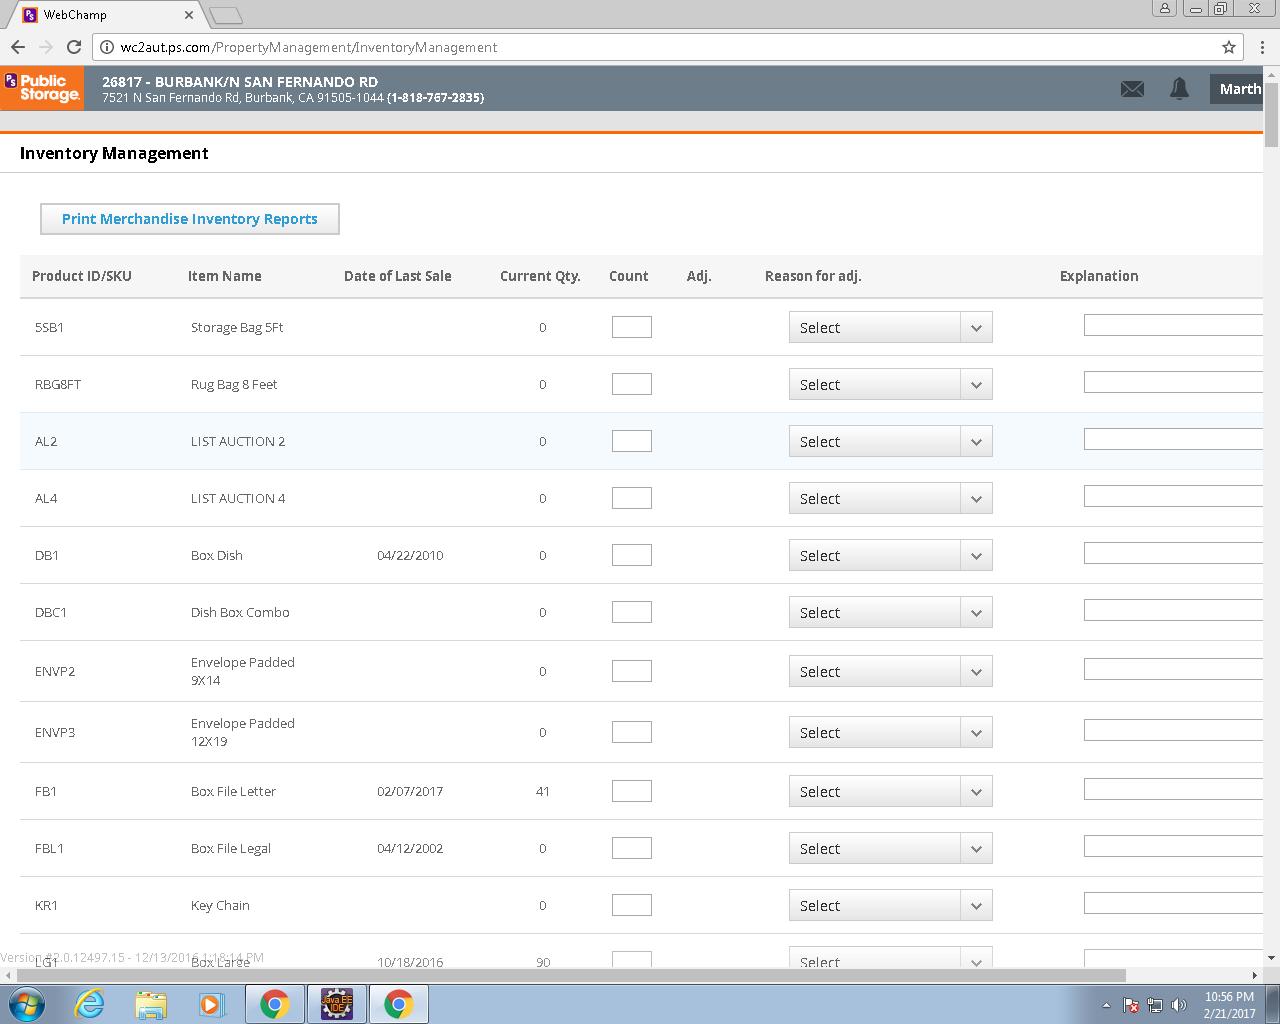 WebChamp
wc2aut.ps.com/PropertyManagement/InventoryManagement
PS Public Storage.
26817 - BURBANK/N SAN FERNANDO RD
7521 N San Fernando Rd, Burbank, CA 91505-1044 (1-818-767-2835)
Marth
Inventory Management
Print Merchandise Inventory Reports
Product ID/SKU Item Name Date of Last Sale Current Qty. Count Adj. Reason for adj. Explanation
5SB1 Storage Bag 5Ft 0 Select
RBG8FT Rug Bag 8 Feet 0 Select
AL2 LIST AUCTION 2 0 Select
AL4 LIST AUCTION 4 0 Select
DB1 Box Dish 04/22/2010 0 Select
DBC1 Dish Box Combo 0 Select
ENVP2 Envelope Padded 9X14 0 Select
ENVP3 Envelope Padded 12X19 0 Select
FB1 Box File Letter 02/07/2017 41 Select
FBL1 Box File Legal 04/12/2002 0 Select
KR1 Key Chain 0 Select
Version #2.0.12497.15 - 12/13/2016 1:18:14 PM
LG1 Box Large 10/18/2016 90 Select
Java EE
IDE
10:56 PM
2/21/2017